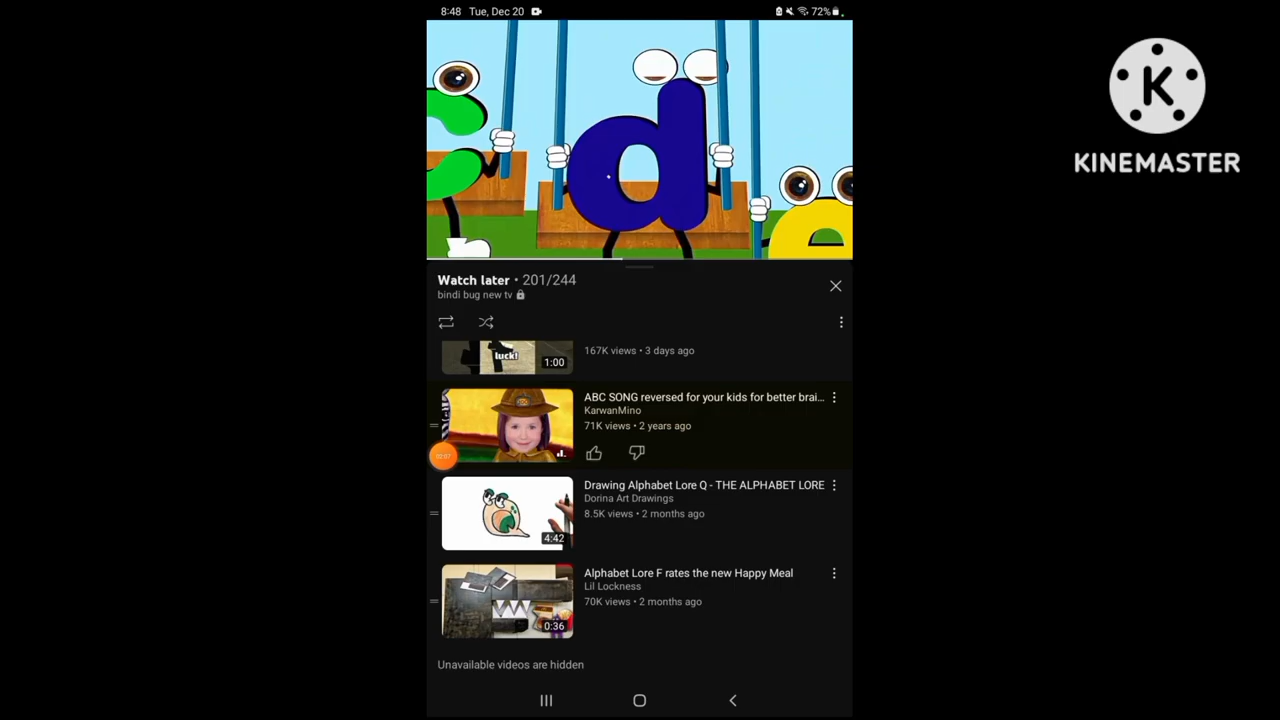 8:48 Tue, Dec 20
72%
K
KINEMASTER
d
e
Watch later • 201/244
bindi bug new tv
luck!
1:00
167K views • 3 days ago
ABC SONG reversed for your kids for better brai...
KarwanMino
71K views • 2 years ago
Drawing Alphabet Lore Q - THE ALPHABET LORE
Dorina Art Drawings
8.5K views • 2 months ago
4:42
Alphabet Lore F rates the new Happy Meal
Lil Lockness
70K views • 2 months ago
0:36
Unavailable videos are hidden